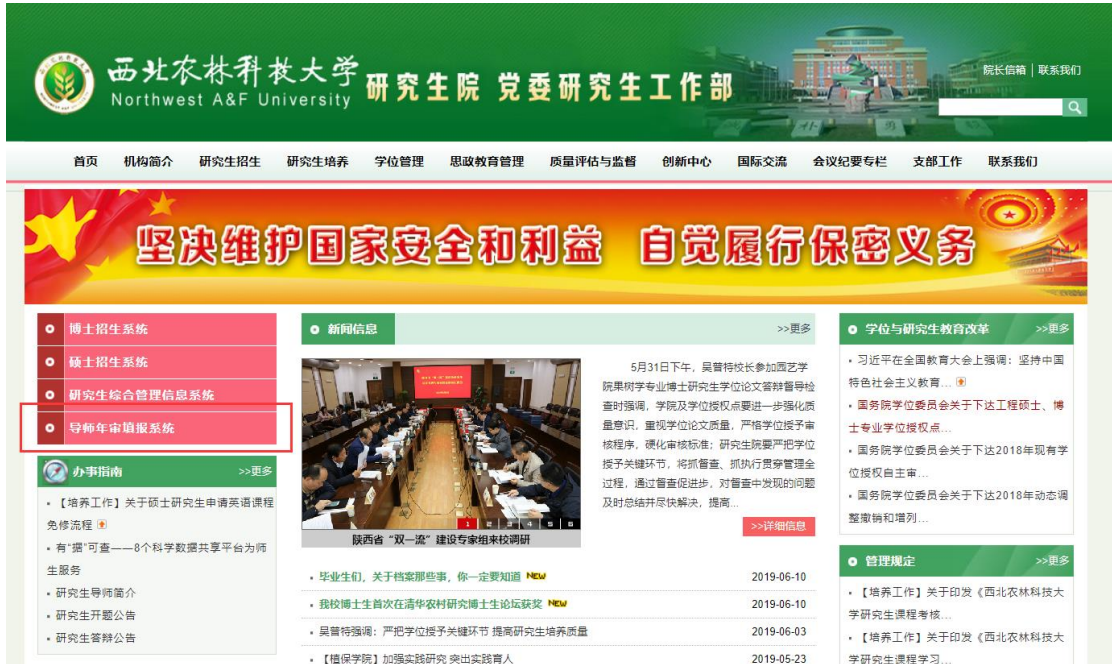 西北农林科技大学
Northwest A&F University
研究生院 党委研究生工作部
院长信箱 | 联系我们
首页 机构简介 研究生招生 研究生培养 学位管理 思政教育管理 质量评估与监督 创新中心 国际交流 会议纪要专栏 支部工作 联系我们
坚决维护国家安全和利益 自觉履行保密义务
博士招生系统
硕士招生系统
研究生综合管理信息系统
导师年审填报系统
办事指南 >>更多
【培养工作】关于硕士研究生申请英语课程
免修流程
有"据"可查——8个科学数据共享平台为师
生服务
研究生导师简介
研究生开题公告
研究生答辩公告
新闻信息 >>更多
1 2 3 4 5 6
陕西省“双一流”建设专家组来校调研
5月31日下午，吴普特校长参加园艺学
院果树学专业博士研究生学位论文答辩督导检
查时强调，学院及学位授权点要进一步强化质
量意识，重视学位论文质量，严格学位授予审
核程序，硬化审核标准；研究生院要严把学位
授予关键环节，将抓督查、抓执行贯穿管理全
过程，通过督查促进步，对督查中发现的问题
及时总结并尽快解决，提高...
>>详细信息
毕业生们，关于档案那些事，你一定要知道 NEW 2019-06-10
我校博士生首次在清华农村研究博士生论坛获奖 NEW 2019-06-10
吴普特强调：严把学位授予关键环节 提高研究生培养质量 2019-06-03
【植保学院】加强实践研究 突出实践育人 2019-05-23
学位与研究生教育改革 >>更多
习近平在全国教育大会上强调：坚持中国
特色社会主义教育...
国务院学位委员会关于下达工程硕士、博
士专业学位授权点...
国务院学位委员会关于下达2018年现有学
位授权自主审...
国务院学位委员会关于下达2018年动态调
整撤销和增列...
管理规定 >>更多
【培养工作】关于印发《西北农林科技大
学研究生课程考核...
【培养工作】关于印发《西北农林科技大
学研究生课程学习...